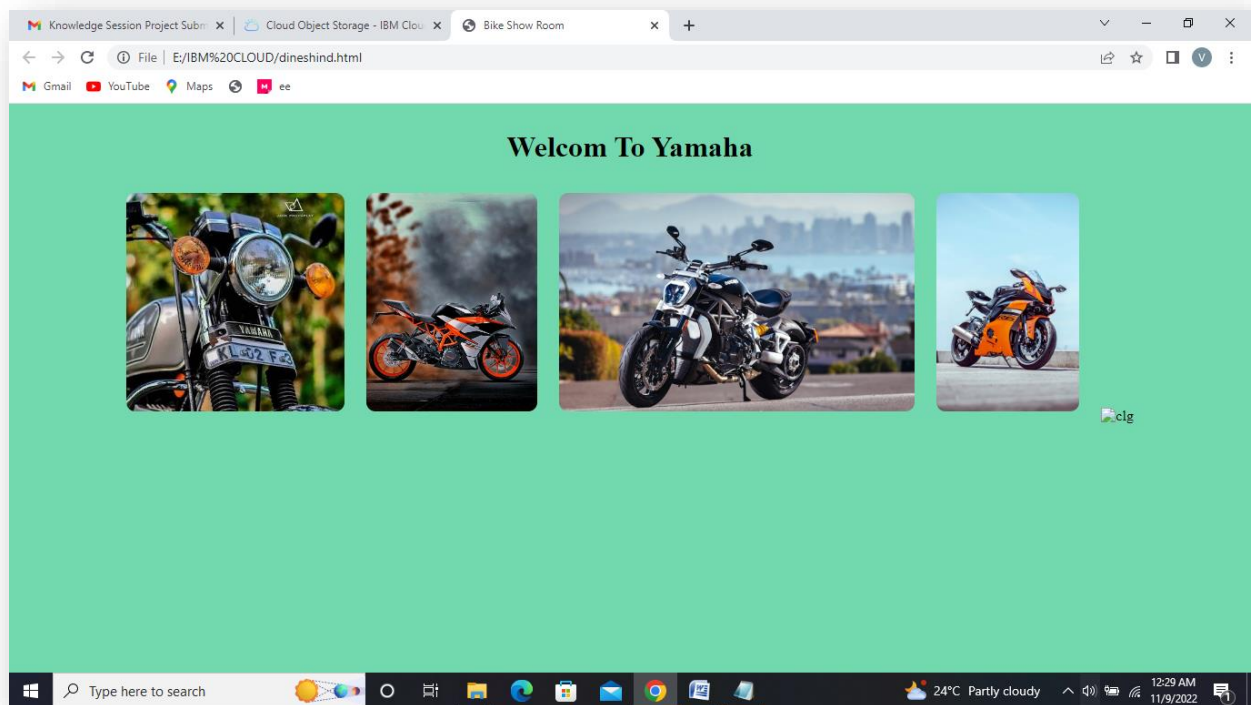 Knowledge Session Project Subm
Cloud Object Storage - IBM Clou
Bike Show Room
File
E:/IBM%20CLOUD/dineshind.html
V
Gmail
YouTube
Maps
ee
Welcom To Yamaha
YAMAHA
clg
Type here to search
24°C Partly cloudy
12:29 AM
11/9/2022
1